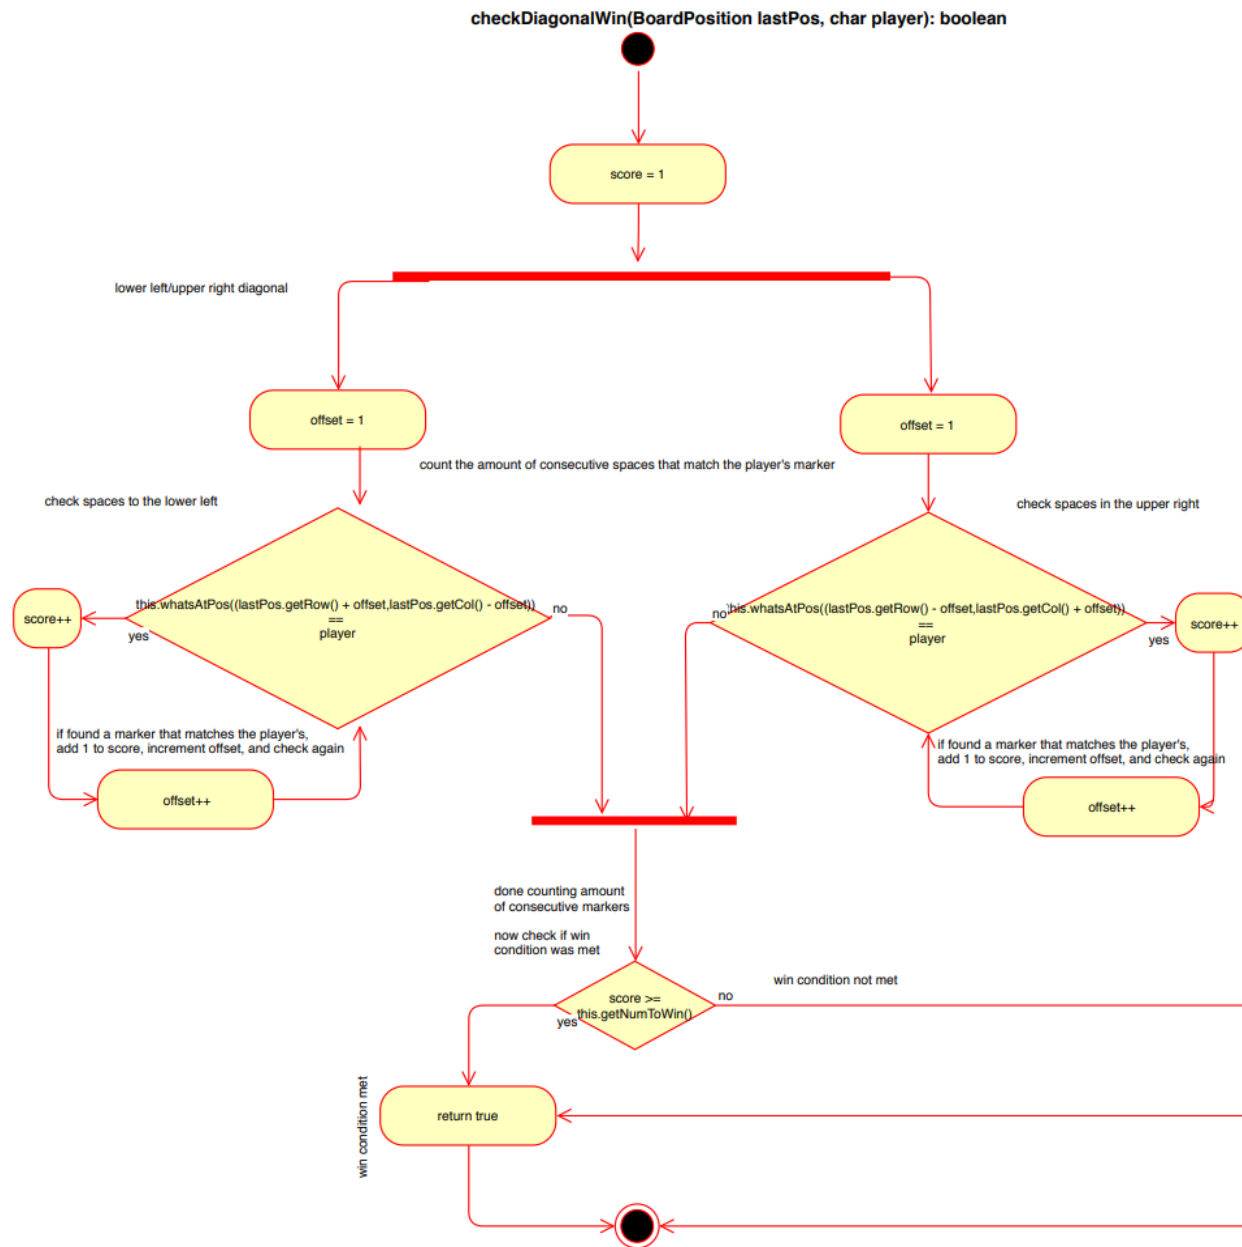 checkDiagonalWin(BoardPosition lastPos, char player): boolean
score = 1
lower left/upper right diagonal
offset = 1
offset = 1
count the amount of consecutive spaces that match the player's marker
check spaces to the lower left
check spaces in the upper right
this.whatsAtPos((lastPos.getRow() + offset,lastPos.getCol() - offset))
==
player
no
score++
yes
no
his.whatsAtPos((lastPos.getRow() - offset,lastPos.getCol() + offset))
==
player
score++
yes
if found a marker that matches the player's,
add 1 to score, increment offset, and check again
offset++
if found a marker that matches the player's,
add 1 to score, increment offset, and check again
offset++
done counting amount
of consecutive markers
now check if win
condition was met
score >=
this.getNumToWin()
yes
no
win condition not met
win condition met
return true